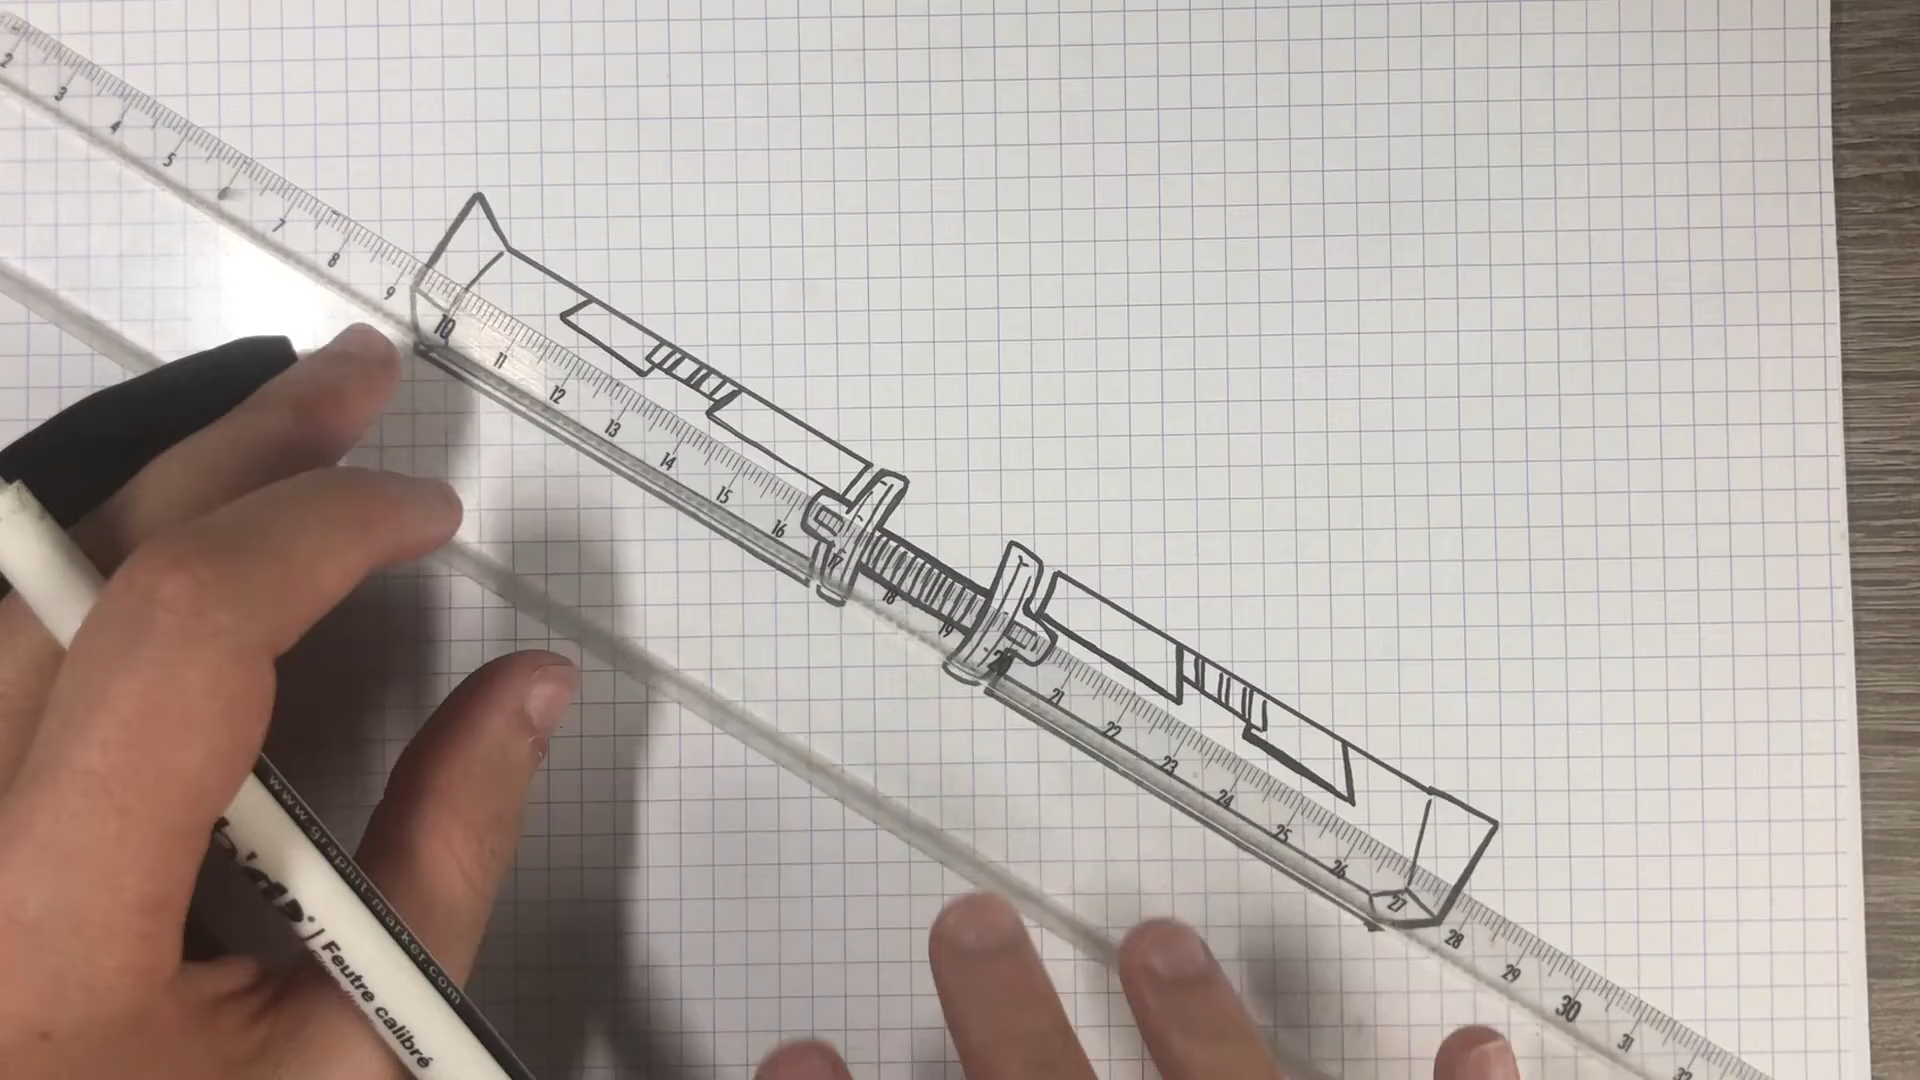 2 3 4 5 6 7 8 9 10 11 12 13 14 15 16 17 18 19 20 21 22 23 24 25 26 27 28 29 30 31 32
www.graphit-marker.com
Feutre calibré